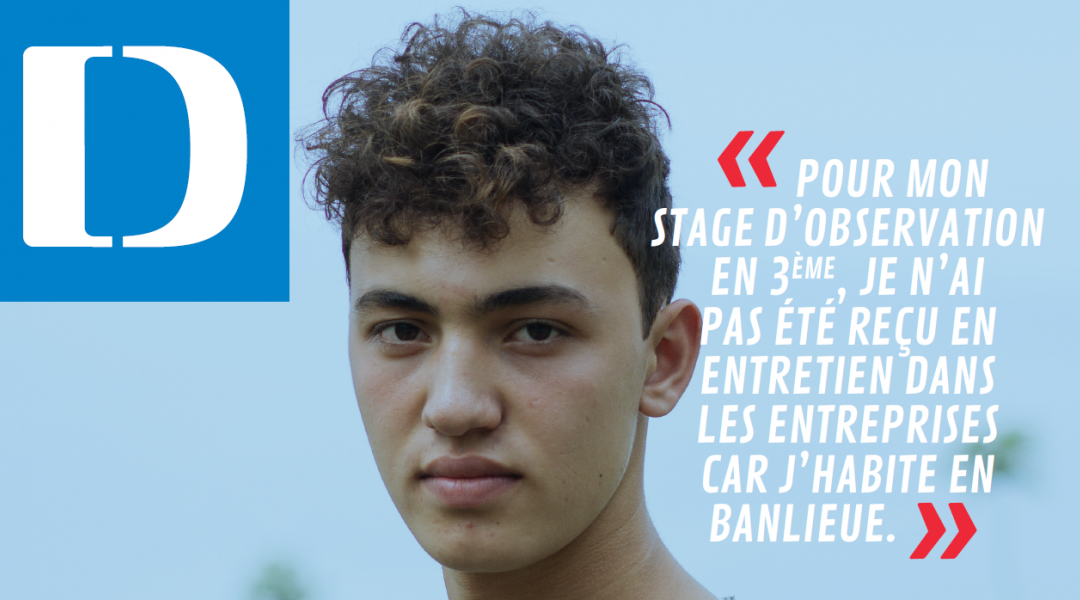 D
« POUR MON
STAGE D’OBSERVATION
EN 3ÈME, JE N’AI
PAS ÉTÉ REÇU EN
ENTRETIEN DANS
LES ENTREPRISES
CAR J’HABITE EN
BANLIEUE. »